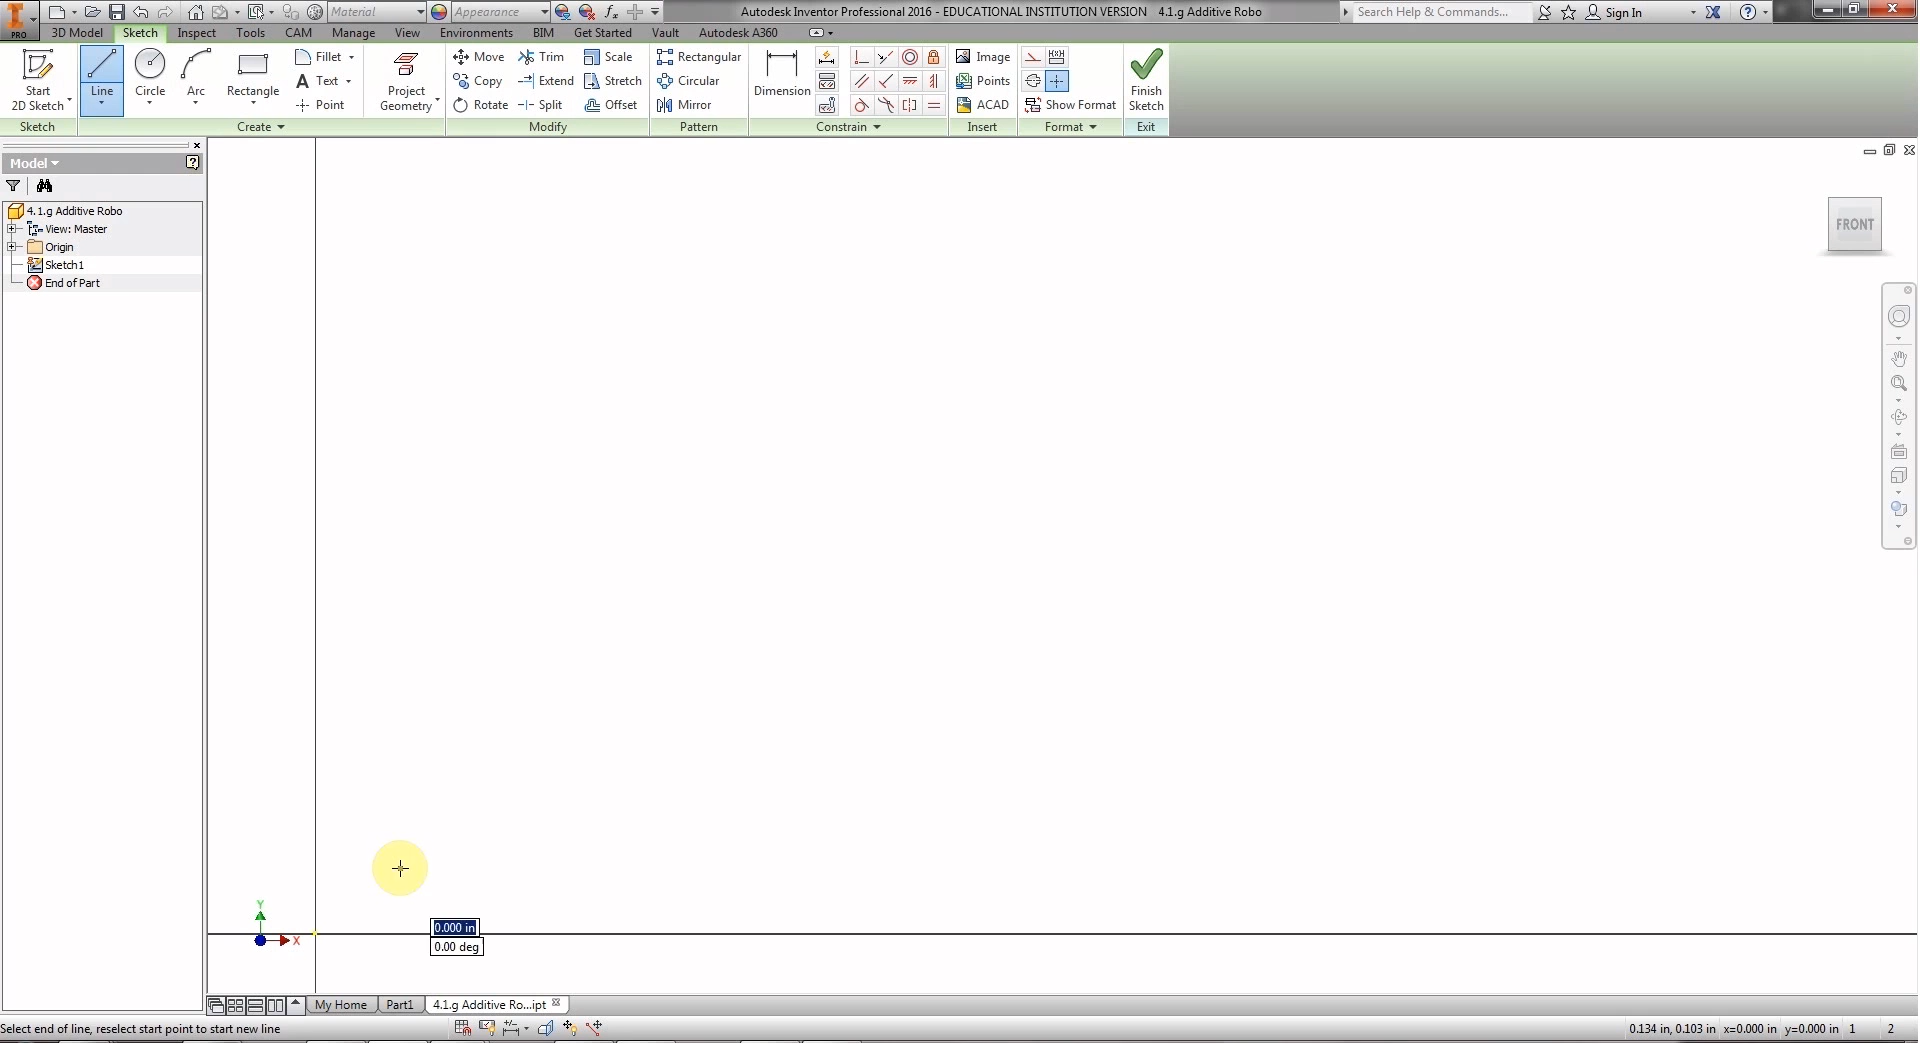 Material
Appearance
Autodesk Inventor Professional 2016 - EDUCATIONAL INSTITUTION VERSION 4.1.g Additive Robo
Search Help & Commands...
Sign In
PRO
3D Model Sketch Inspect Tools CAM Manage View Environments BIM Get Started Vault Autodesk A360
Start
2D Sketch
Line
Circle
Arc
Rectangle
Fillet
Text
Point
Project
Geometry
Move
Copy
Rotate
Trim
Extend
Split
Scale
Stretch
Offset
Rectangular
Circular
Mirror
Dimension
Image
Points
ACAD
Show Format
Finish
Sketch
Sketch Create Modify Pattern Constrain Insert Format Exit
Model
4.1.g Additive Robo
View: Master
Origin
Sketch1
End of Part
FRONT
Y
X
0.000 in
0.00 deg
My Home Part1 4.1.g Additive Ro...ipt
Select end of line, reselect start point to start new line
0.134 in, 0.103 in x=0.000 in y=0.000 in 1 2